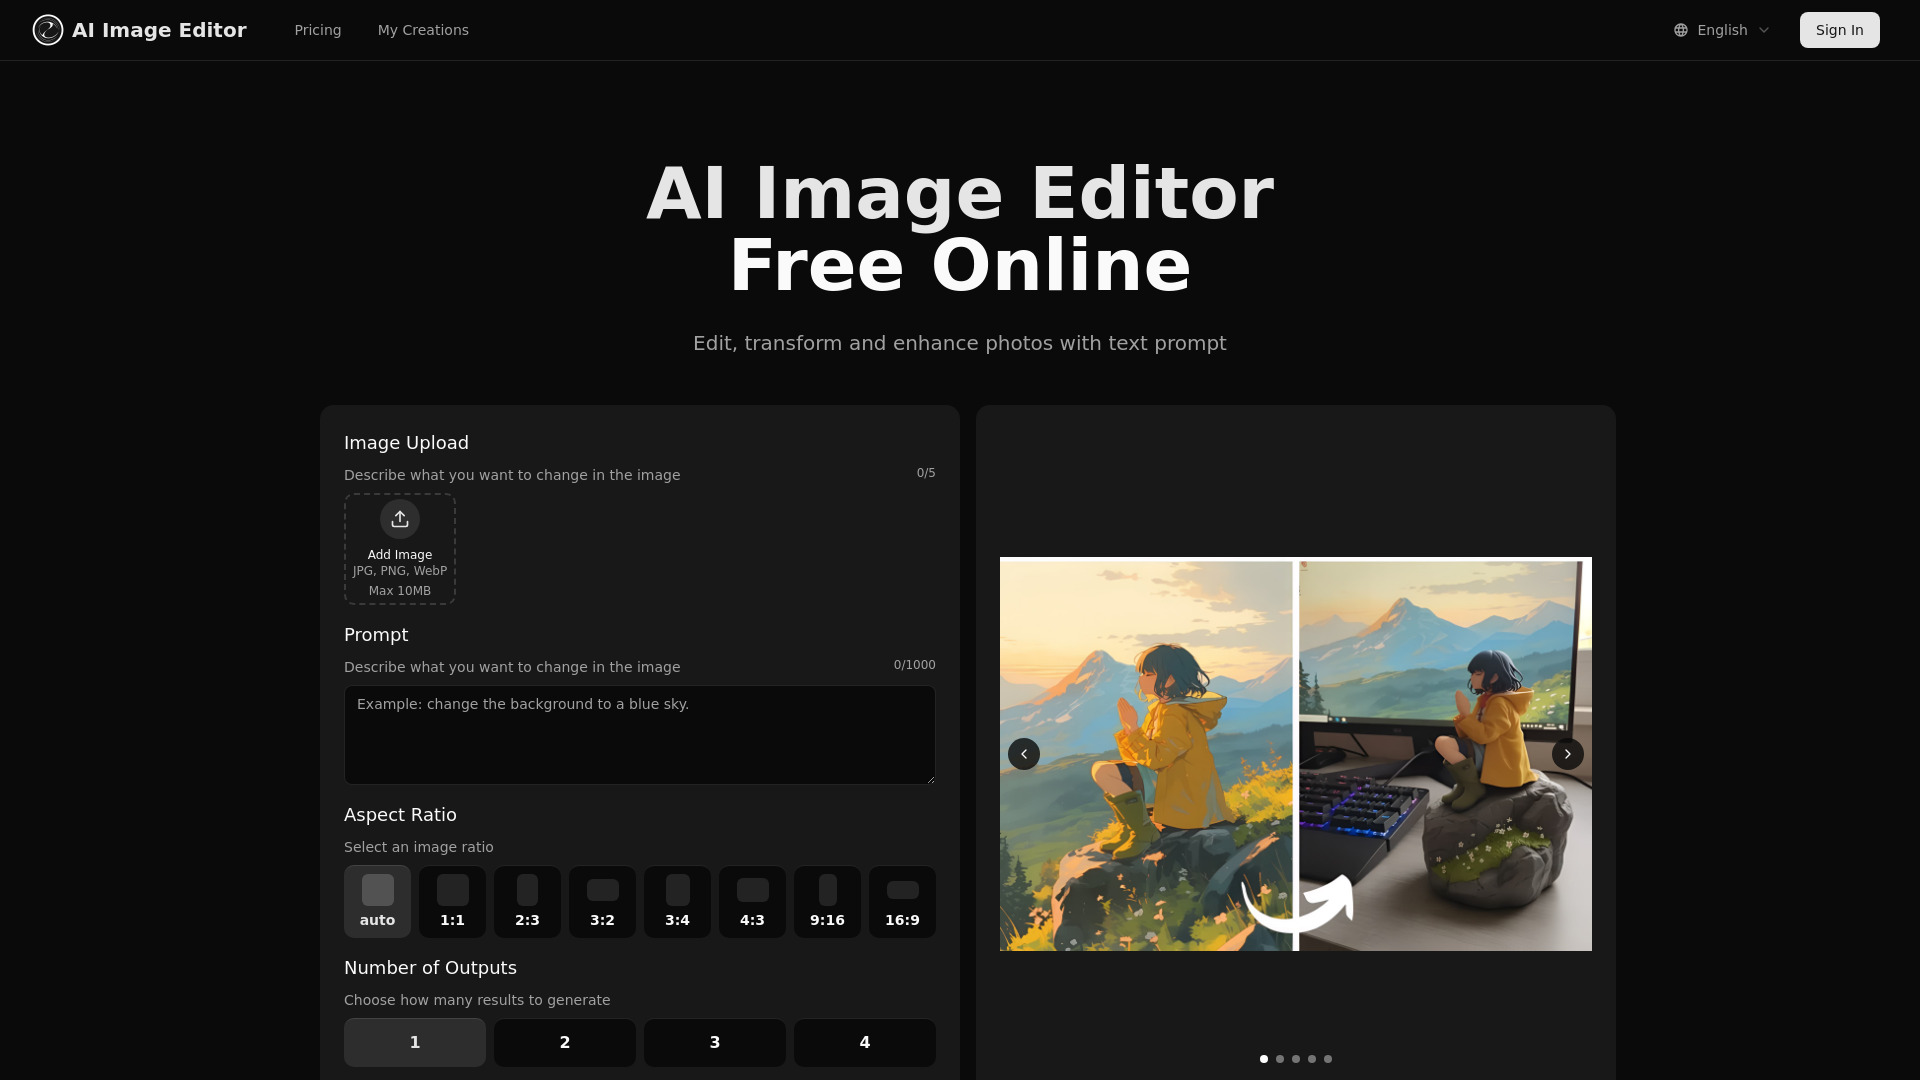 AI Image Editor
Pricing
My Creations
English
Sign In
AI Image Editor
Free Online
Edit, transform and enhance photos with text prompt
Image Upload
Describe what you want to change in the image
0/5
Add Image
JPG, PNG, WebP
Max 10MB
Prompt
Describe what you want to change in the image
0/1000
Example: change the background to a blue sky.
Aspect Ratio
Select an image ratio
auto
1:1
2:3
3:2
3:4
4:3
9:16
16:9
Number of Outputs
Choose how many results to generate
1
2
3
4